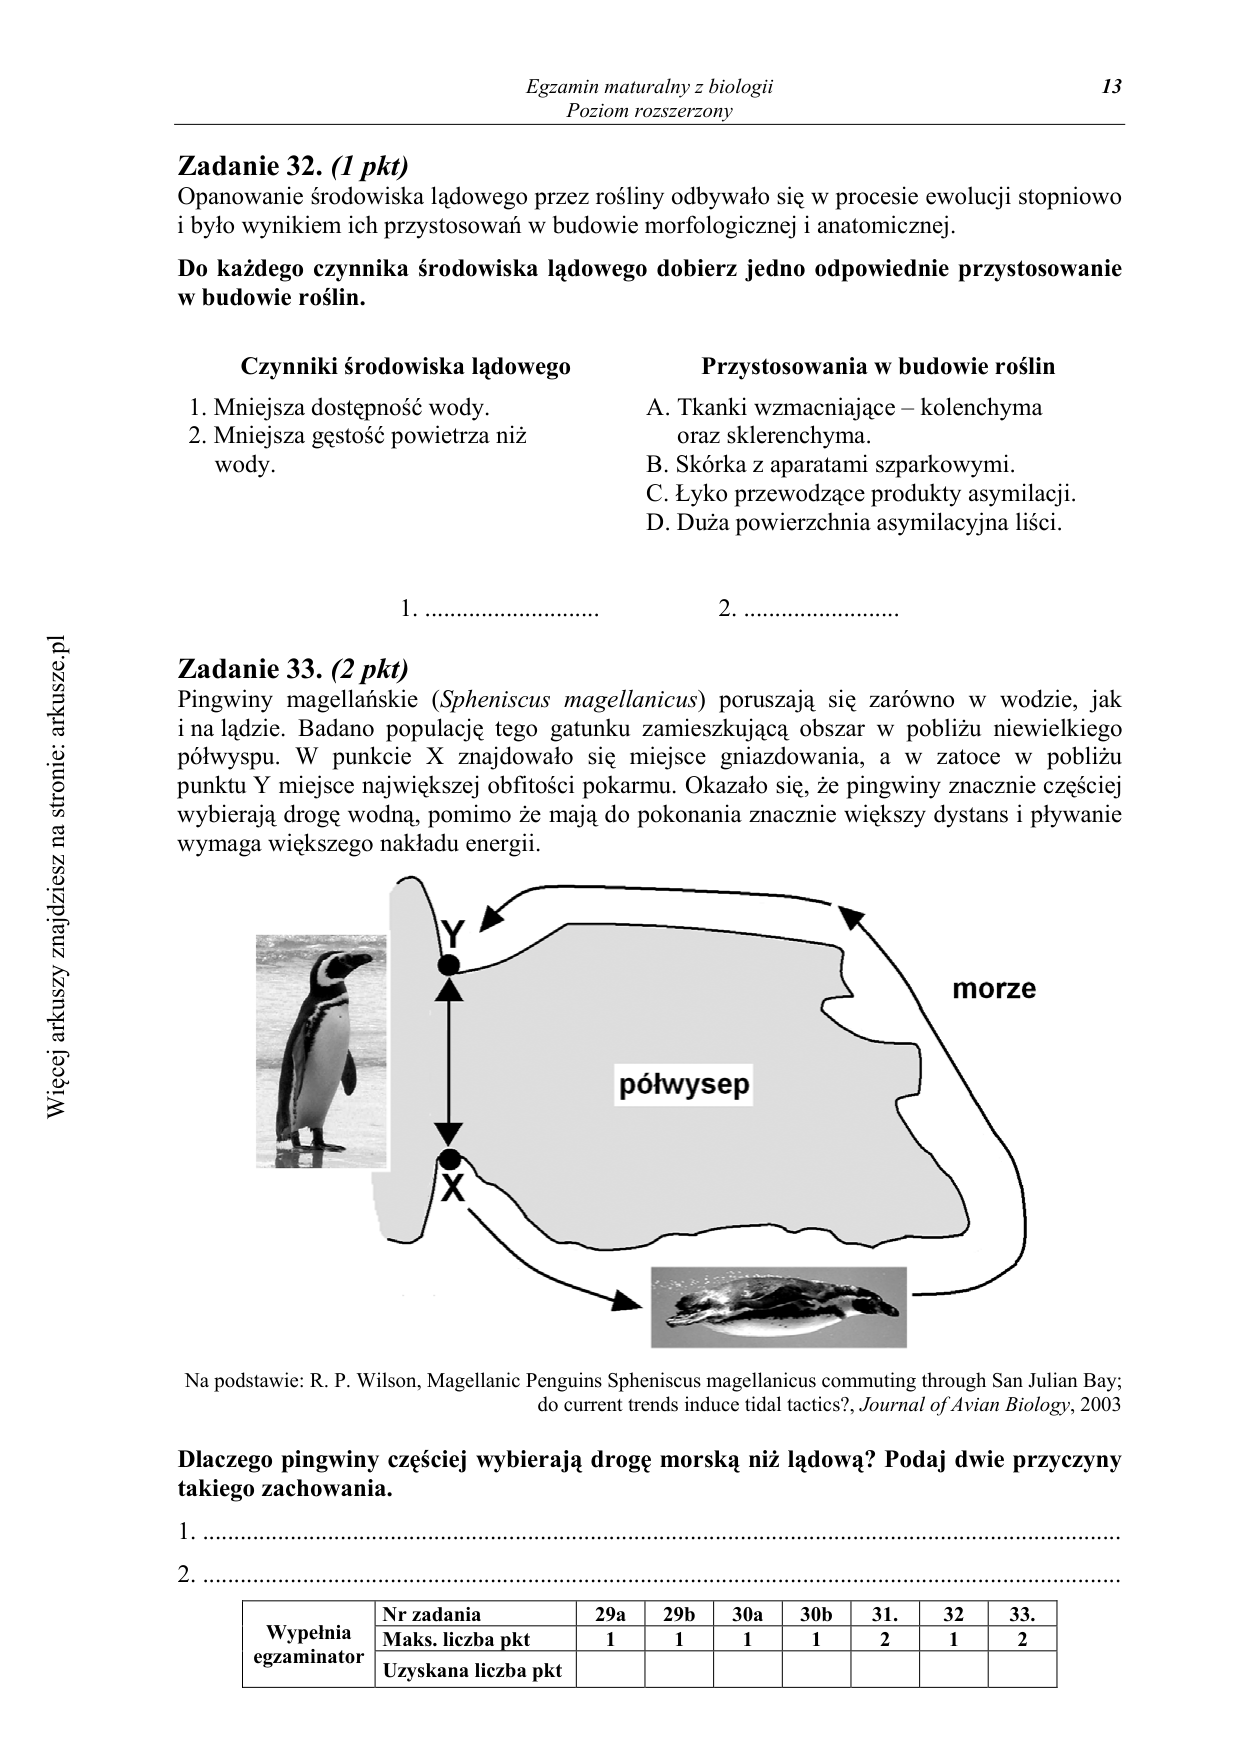 Egzamin maturalny z biologii
Poziom rozszerzony
13
Zadanie 32. (1 pkt)
Opanowanie środowiska lądowego przez rośliny odbywało się w procesie ewolucji stopniowo
i było wynikiem ich przystosowań w budowie morfologicznej i anatomicznej.
Do każdego czynnika środowiska lądowego dobierz jedno odpowiednie przystosowanie
w budowie roślin.
Czynniki środowiska lądowego
1. Mniejsza dostępność wody.
2. Mniejsza gęstość powietrza niż
wody.
Przystosowania w budowie roślin
A. Tkanki wzmacniające – kolenchyma
oraz sklerenchyma.
B. Skórka z aparatami szparkowymi.
C. Łyko przewodzące produkty asymilacji.
D. Duża powierzchnia asymilacyjna liści.
1. ............................ 2. .........................
Zadanie 33. (2 pkt)
Pingwiny magellańskie (Spheniscus magellanicus) poruszają się zarówno w wodzie, jak
i na lądzie. Badano populację tego gatunku zamieszkującą obszar w pobliżu niewielkiego
półwyspu. W punkcie X znajdowało się miejsce gniazdowania, a w zatoce w pobliżu
punktu Y miejsce największej obfitości pokarmu. Okazało się, że pingwiny znacznie częściej
wybierają drogę wodną, pomimo że mają do pokonania znacznie większy dystans i pływanie
wymaga większego nakładu energii.
Y
morze
półwysep
X
Na podstawie: R. P. Wilson, Magellanic Penguins Spheniscus magellanicus commuting through San Julian Bay;
do current trends induce tidal tactics?, Journal of Avian Biology, 2003
Dlaczego pingwiny częściej wybierają drogę morską niż lądową? Podaj dwie przyczyny
takiego zachowania.
1. ....................................................................................................................................................
2. ....................................................................................................................................................
Wypełnia
egzaminator
Nr zadania 29a 29b 30a 30b 31. 32 33.
Maks. liczba pkt 1 1 1 1 2 1 2
Uzyskana liczba pkt
Więcej arkuszy znajdziesz na stronie: arkusze.pl